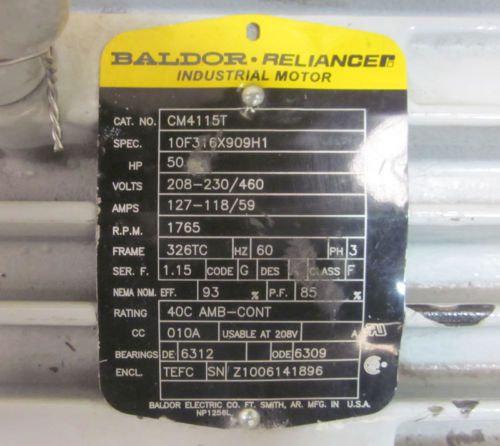 BALDOR • RELIANCE
INDUSTRIAL MOTOR
CAT. NO. CM4115T
SPEC. 10F316X909H1
HP 50
VOLTS 208-230/460
AMPS 127-118/59
R.P.M. 1765
FRAME 326TC HZ 60 PH 3
SER. F. 1.15 CODE G DES CLASS F
NEMA NOM. EFF. 93 % P.F. 85 %
RATING 40C AMB-CONT
CC 010A USABLE AT 208V
BEARINGS DE 6312 ODE 6309
ENCL. TEFC SN Z1006141896
BALDOR ELECTRIC CO. FT. SMITH, AR. MFG. IN U.S.A.
NP1256L